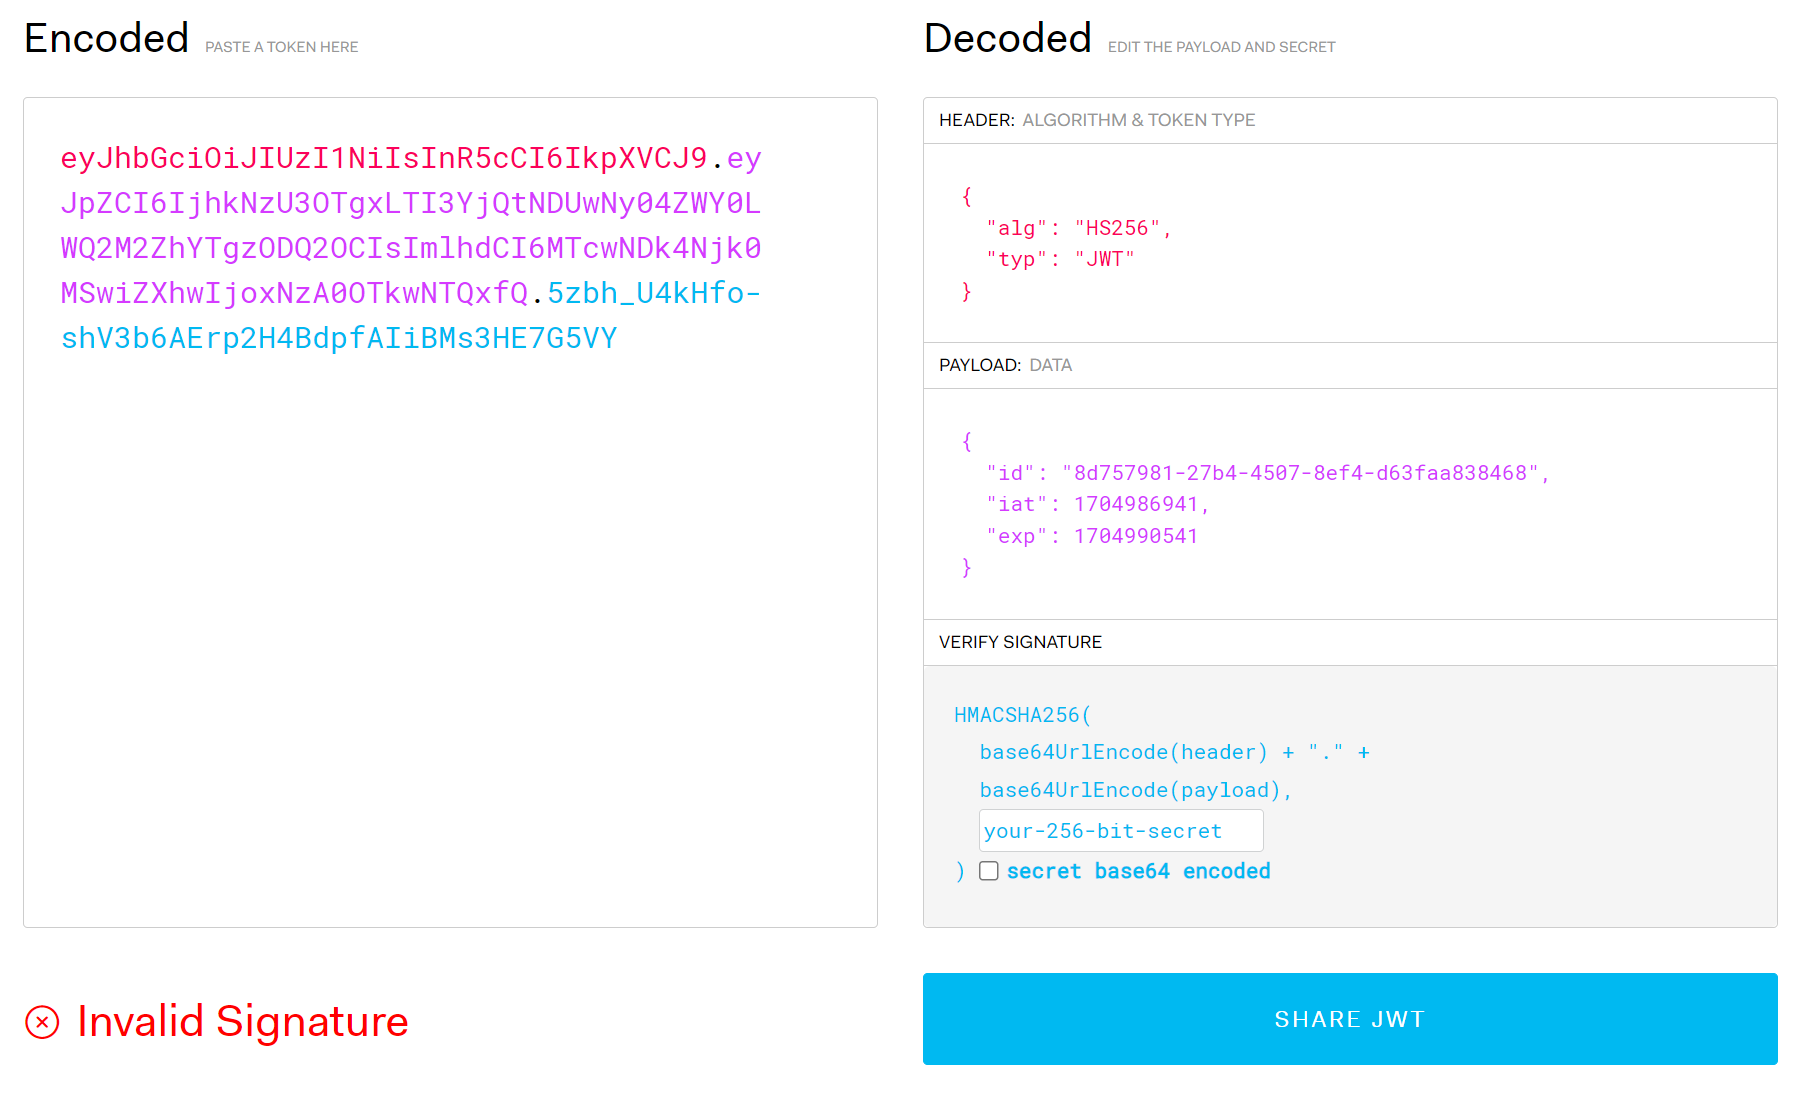 Encoded PASTE A TOKEN HERE
eyJhbGciOiJIUzI1NiIsInR5cCI6IkpXVCJ9.ey
JpZCI6IjhkNzU3OTgxLTI3YjQtNDUwNy04ZWY0L
WQ2M2ZhYTgzODQ2OCIsImlhdCI6MTcwNDk4Njk0
MSwiZXhwIjoxNzA0OTkwNTQxfQ.5zbh_U4kHfo-
shV3b6AErp2H4BdpfAIiBMs3HE7G5VY
Invalid Signature
Decoded EDIT THE PAYLOAD AND SECRET
HEADER: ALGORITHM & TOKEN TYPE
{
"alg": "HS256",
"typ": "JWT"
}
PAYLOAD: DATA
{
"id": "8d757981-27b4-4507-8ef4-d63faa838468",
"iat": 1704986941,
"exp": 1704990541
}
VERIFY SIGNATURE
HMACSHA256(
base64UrlEncode(header) + "." +
base64UrlEncode(payload),
your-256-bit-secret
) secret base64 encoded
SHARE JWT